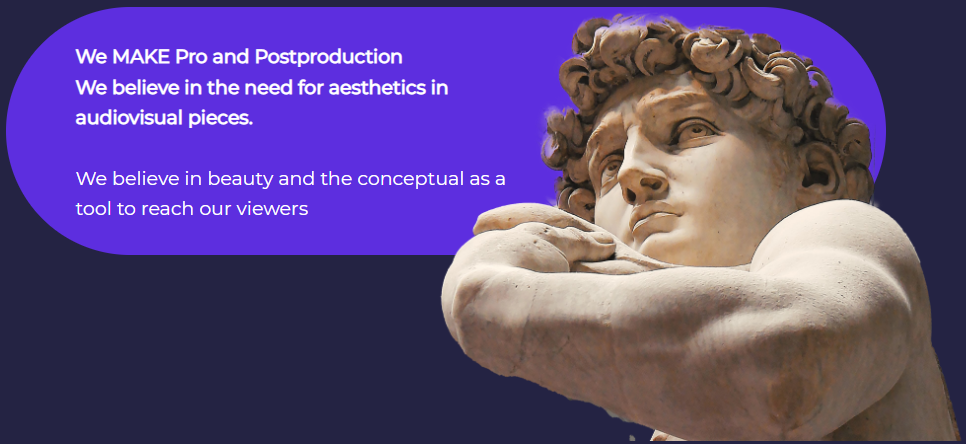 We MAKE Pro and Postproduction
We believe in the need for aesthetics in
audiovisual pieces.
We believe in beauty and the conceptual as a
tool to reach our viewers